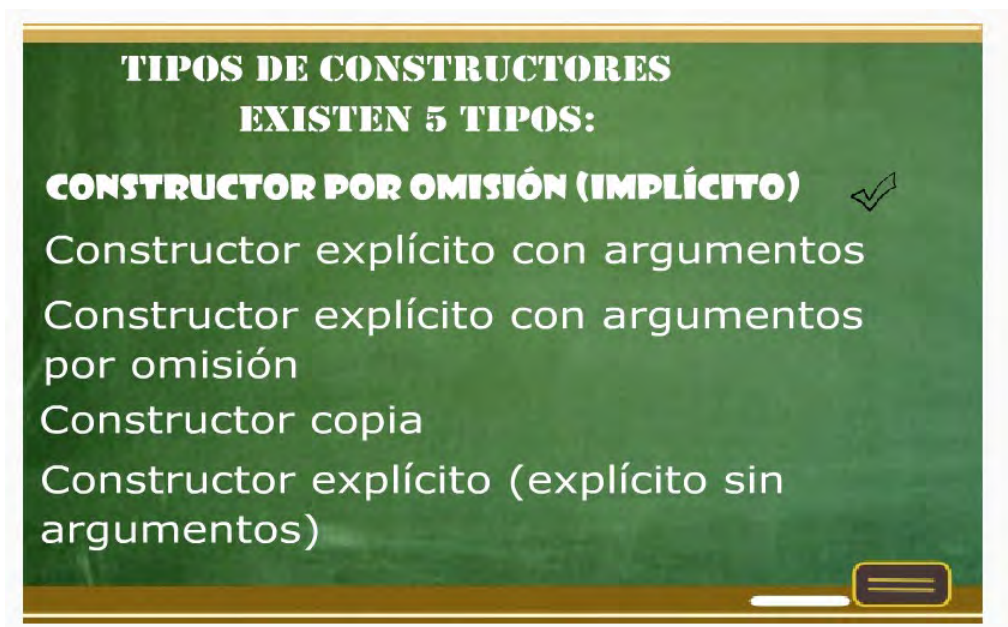 TIPOS DE CONSTRUCTORES
EXISTEN 5 TIPOS:
CONSTRUCTOR POR OMISIÓN (IMPLÍCITO)
Constructor explícito con argumentos
Constructor explícito con argumentos
por omisión
Constructor copia
Constructor explícito (explícito sin
argumentos)